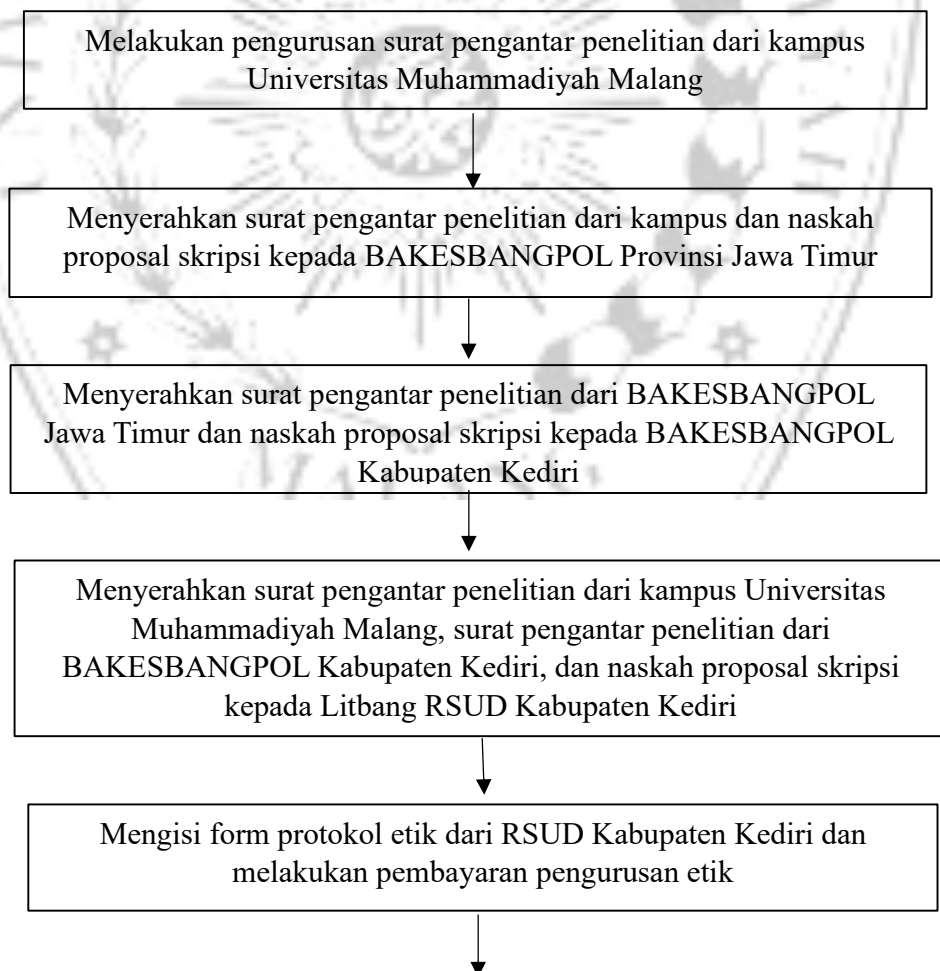 Melakukan pengurusan surat pengantar penelitian dari kampus
Universitas Muhammadiyah Malang
Menyerahkan surat pengantar penelitian dari kampus dan naskah
proposal skripsi kepada BAKESBANGPOL Provinsi Jawa Timur
Menyerahkan surat pengantar penelitian dari BAKESBANGPOL
Jawa Timur dan naskah proposal skripsi kepada BAKESBANGPOL
Kabupaten Kediri
Menyerahkan surat pengantar penelitian dari kampus Universitas
Muhammadiyah Malang, surat pengantar penelitian dari
BAKESBANGPOL Kabupaten Kediri, dan naskah proposal skripsi
kepada Litbang RSUD Kabupaten Kediri
Mengisi form protokol etik dari RSUD Kabupaten Kediri dan
melakukan pembayaran pengurusan etik